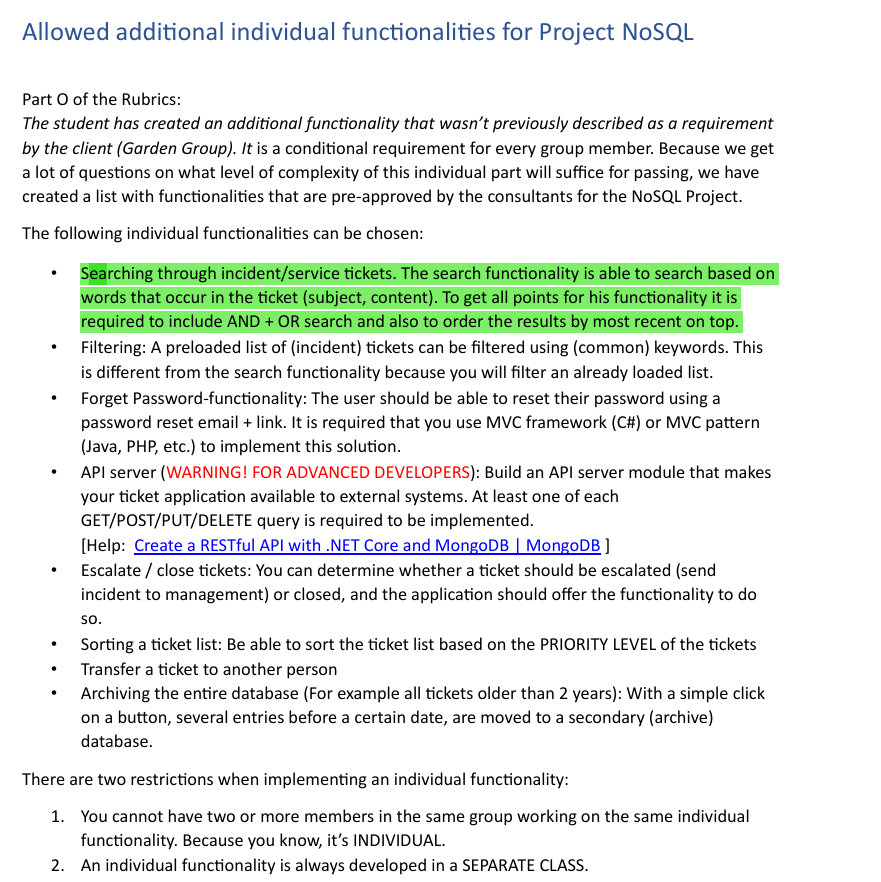 Allowed additional individual functionalities for Project NoSQL
Part O of the Rubrics:
The student has created an additional functionality that wasn't previously described as a requirement
by the client (Garden Group). It is a conditional requirement for every group member. Because we get
a lot of questions on what level of complexity of this individual part will suffice for passing, we have
created a list with functionalities that are pre-approved by the consultants for the NoSQL Project.
The following individual functionalities can be chosen:
• Searching through incident/service tickets. The search functionality is able to search based on
words that occur in the ticket (subject, content). To get all points for his functionality it is
required to include AND + OR search and also to order the results by most recent on top.
• Filtering: A preloaded list of (incident) tickets can be filtered using (common) keywords. This
is different from the search functionality because you will filter an already loaded list.
• Forget Password-functionality: The user should be able to reset their password using a
password reset email + link. It is required that you use MVC framework (C#) or MVC pattern
(Java, PHP, etc.) to implement this solution.
• API server (WARNING! FOR ADVANCED DEVELOPERS): Build an API server module that makes
your ticket application available to external systems. At least one of each
GET/POST/PUT/DELETE query is required to be implemented.
[Help: Create a RESTful API with .NET Core and MongoDB | MongoDB ]
• Escalate / close tickets: You can determine whether a ticket should be escalated (send
incident to management) or closed, and the application should offer the functionality to do
so.
• Sorting a ticket list: Be able to sort the ticket list based on the PRIORITY LEVEL of the tickets
• Transfer a ticket to another person
• Archiving the entire database (For example all tickets older than 2 years): With a simple click
on a button, several entries before a certain date, are moved to a secondary (archive)
database.
There are two restrictions when implementing an individual functionality:
1. You cannot have two or more members in the same group working on the same individual
functionality. Because you know, it's INDIVIDUAL.
2. An individual functionality is always developed in a SEPARATE CLASS.